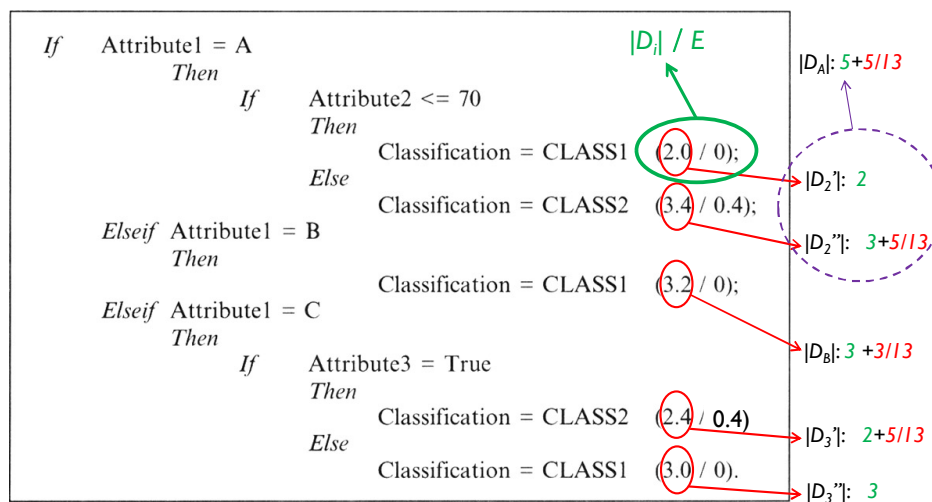 |Di| / E
If Attribute1 = A
|DA|: 5+5/13
Then
If Attribute2 <= 70
Then
Classification = CLASS1 (2.0 / 0);
|D2'|: 2
Else
Classification = CLASS2 (3.4 / 0.4);
Elseif Attribute1 = B
|D2"|: 3+5/13
Then
Classification = CLASS1 (3.2 / 0);
Elseif Attribute1 = C
Then
|DB|: 3 +3/13
If Attribute3 = True
Then
Classification = CLASS2 (2.4 / 0.4)
|D3'|: 2+5/13
Else
Classification = CLASS1 (3.0 / 0).
|D3"|: 3